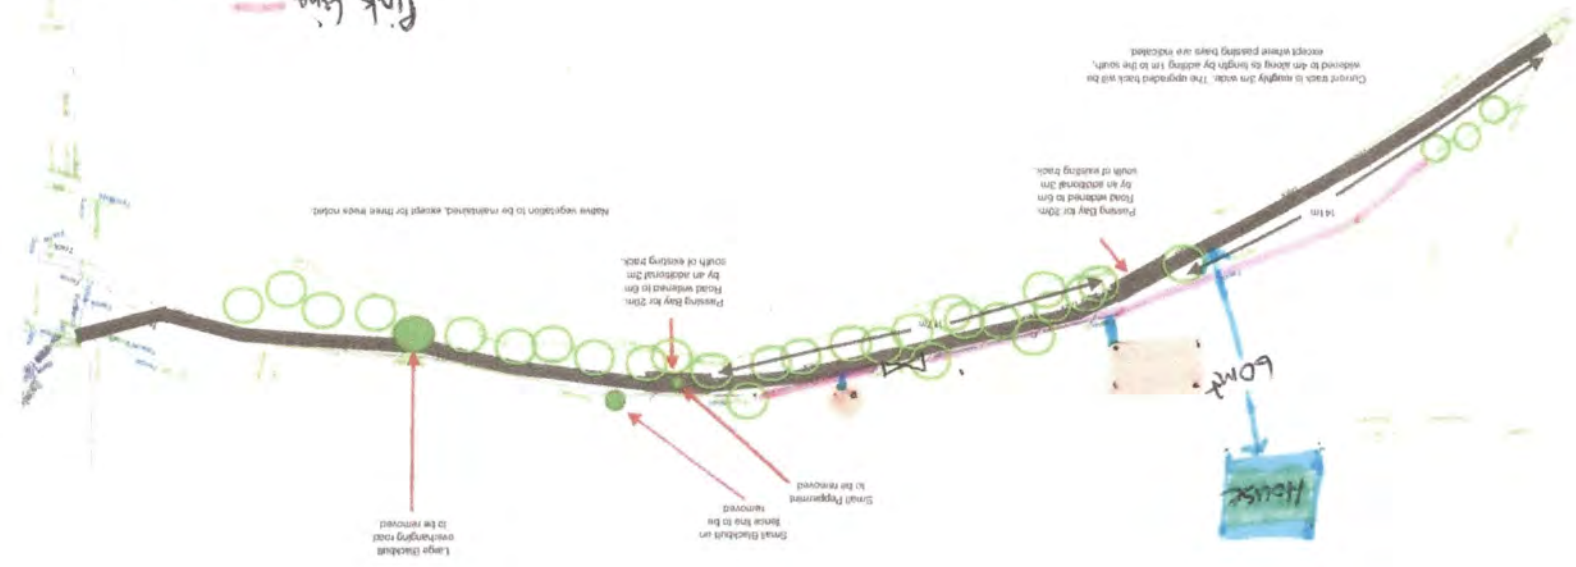 Large Blackbutt
overhanging road
to be removed
Small Blackbutt on
fence line to be
removed
Small Peppermint
to be removed
HOUSE
60m
Passing Bay for 20m.
Road widened to 6m
by an additional 3m
south of existing track.
Native vegetation to be maintained, except for three trees noted.
147m
Passing Bay for 20m.
Road widened to 6m
by an additional 3m
south of existing track.
141m
Current track is roughly 3m wide. The upgraded track will be
widened to 4m along its length by adding 1m to the south,
except where passing bays are indicated.
Pink line